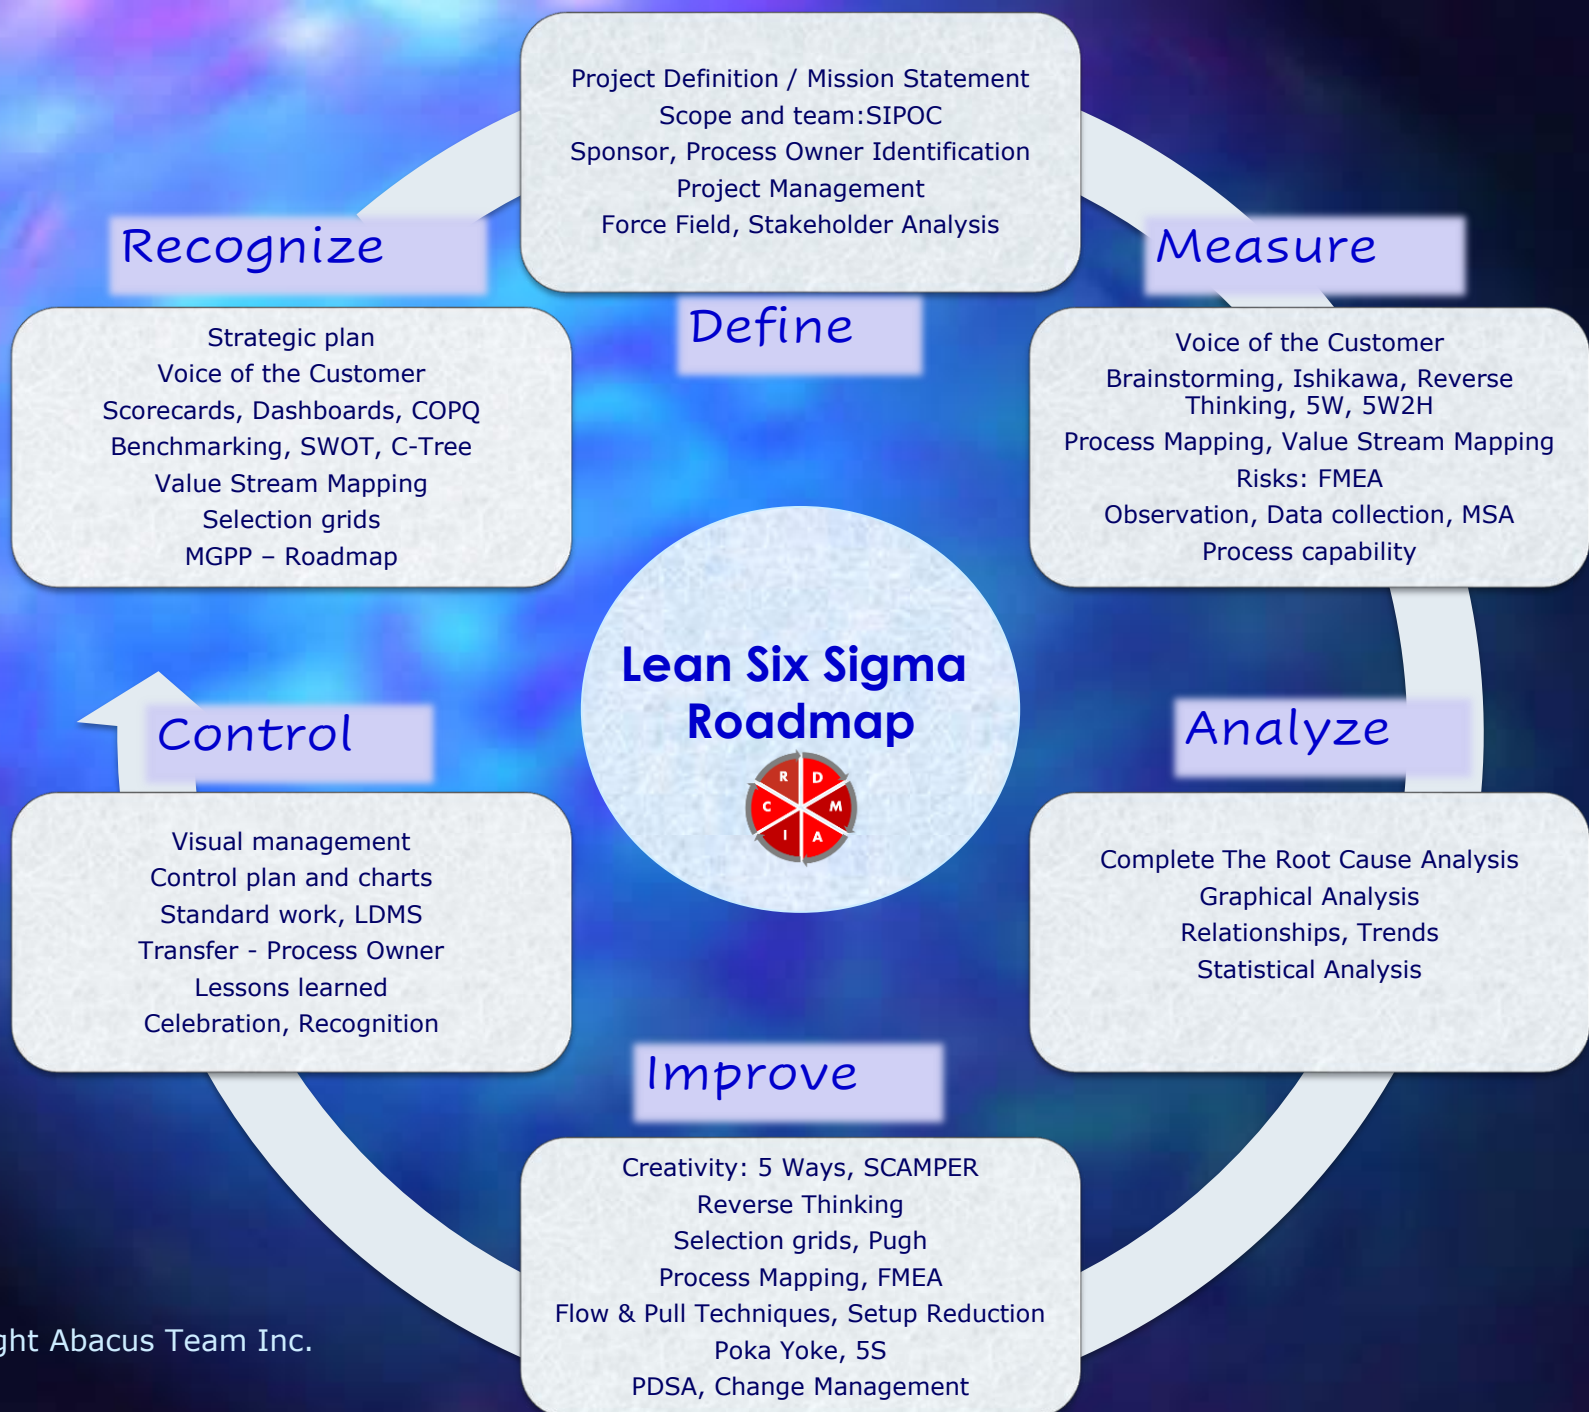 Project Definition / Mission Statement
Scope and team:SIPOC
Sponsor, Process Owner Identification
Project Management
Force Field, Stakeholder Analysis
Define
Recognize
Strategic plan
Voice of the Customer
Scorecards, Dashboards, COPQ
Benchmarking, SWOT, C-Tree
Value Stream Mapping
Selection grids
MGPP – Roadmap
Measure
Voice of the Customer
Brainstorming, Ishikawa, Reverse
Thinking, 5W, 5W2H
Process Mapping, Value Stream Mapping
Risks: FMEA
Observation, Data collection, MSA
Process capability
Lean Six Sigma
Roadmap
R D
C M
I A
Control
Visual management
Control plan and charts
Standard work, LDMS
Transfer - Process Owner
Lessons learned
Celebration, Recognition
Analyze
Complete The Root Cause Analysis
Graphical Analysis
Relationships, Trends
Statistical Analysis
Improve
Creativity: 5 Ways, SCAMPER
Reverse Thinking
Selection grids, Pugh
Process Mapping, FMEA
Flow & Pull Techniques, Setup Reduction
Poka Yoke, 5S
PDSA, Change Management
ght Abacus Team Inc.